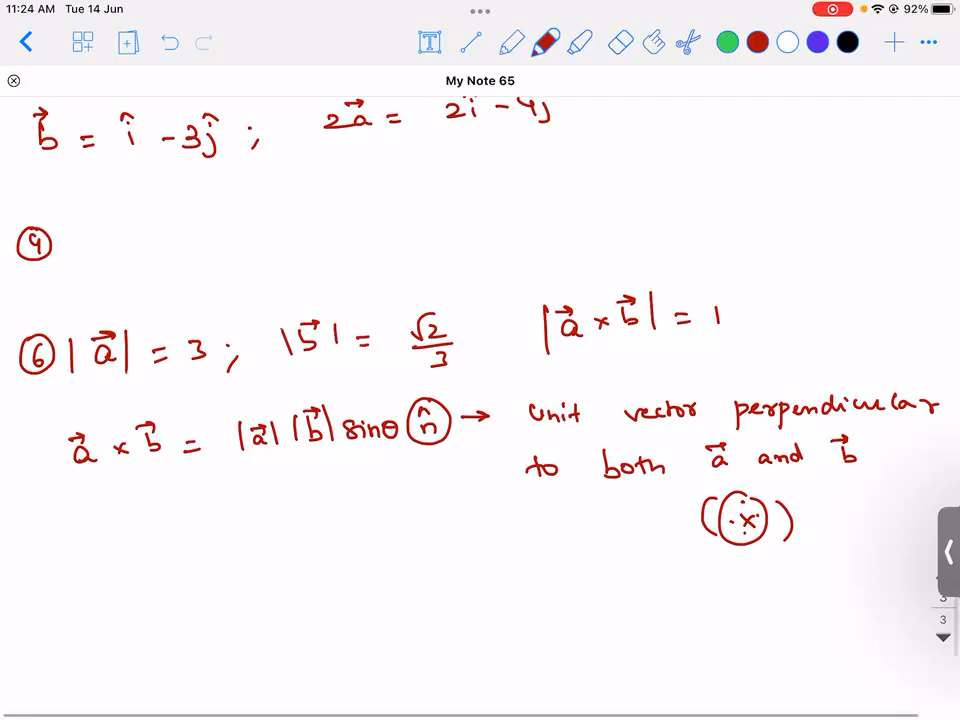 11:24 AM Tue 14 Jun
92%
My Note 65
b⃗ = î - 3ĵ ; 2a⃗ = 2i - 4j
④
⑥ |a⃗| = 3 ; |b⃗| = √2/3 |a⃗ × b⃗| = 1
a⃗ × b⃗ = |a⃗| |b⃗| sinθ n̂ → unit vector perpendicular
to both a⃗ and b⃗
(x)
3
3